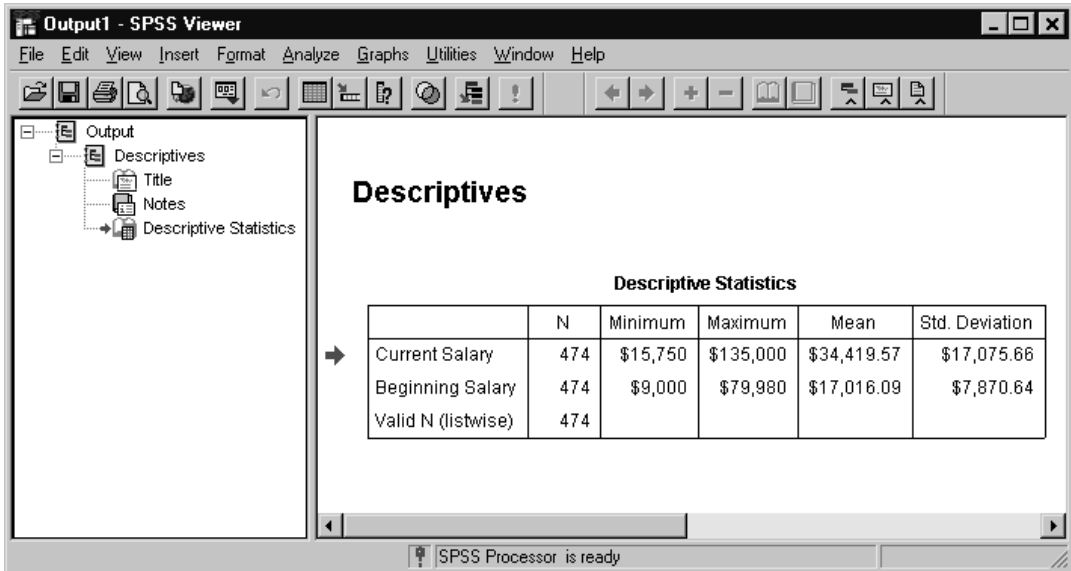 Output1 - SPSS Viewer
File Edit View Insert Format Analyze Graphs Utilities Window Help
Output
Descriptives
Title
Notes
Descriptive Statistics
Descriptives
Descriptive Statistics
N Minimum Maximum Mean Std. Deviation
Current Salary 474 $15,750 $135,000 $34,419.57 $17,075.66
Beginning Salary 474 $9,000 $79,980 $17,016.09 $7,870.64
Valid N (listwise) 474
SPSS Processor is ready